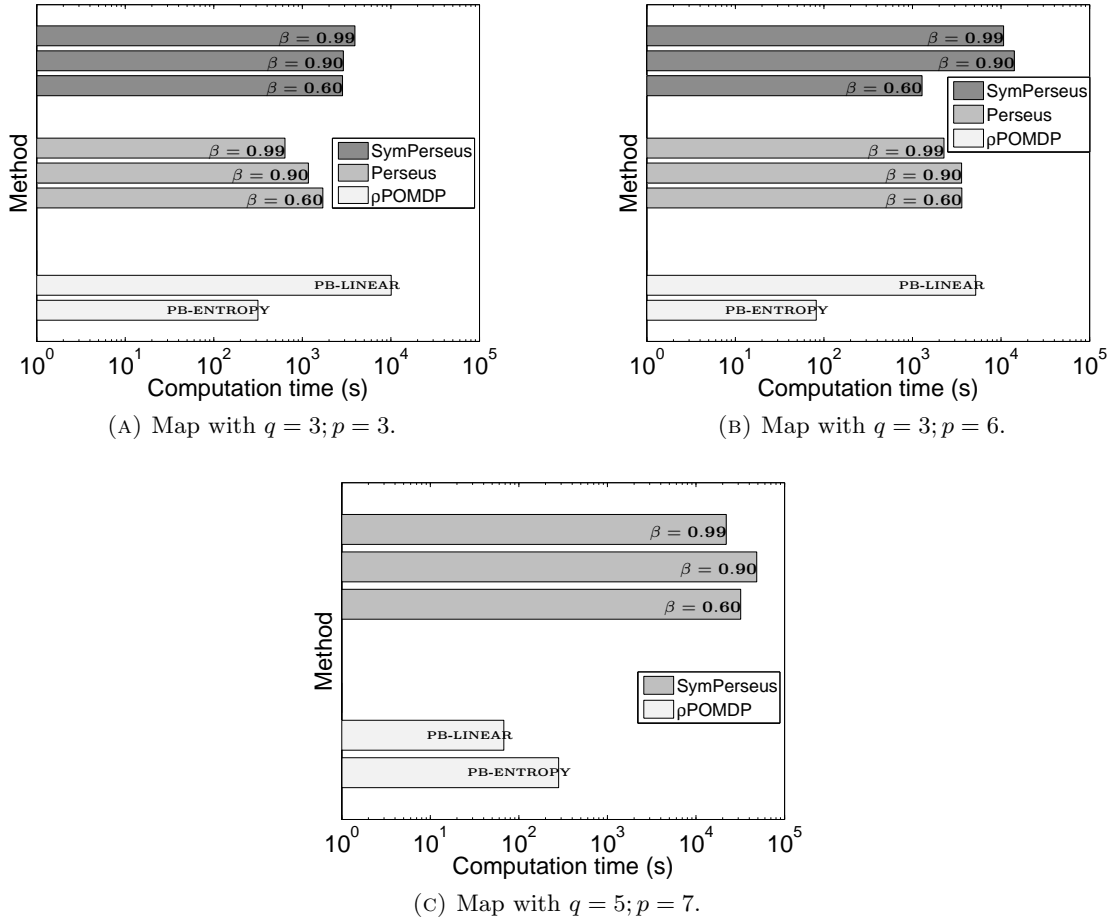 β = 0.99
β = 0.90
β = 0.60
SymPerseus
Perseus
ρPOMDP
β = 0.99
β = 0.90
β = 0.60
PB-LINEAR
PB-ENTROPY
Method
10^0 10^1 10^2 10^3 10^4 10^5
Computation time (s)
(A) Map with q = 3; p = 3.
β = 0.99
β = 0.90
β = 0.60
SymPerseus
Perseus
ρPOMDP
β = 0.99
β = 0.90
β = 0.60
PB-LINEAR
PB-ENTROPY
Method
10^0 10^1 10^2 10^3 10^4 10^5
Computation time (s)
(B) Map with q = 3; p = 6.
β = 0.99
β = 0.90
β = 0.60
SymPerseus
ρPOMDP
PB-LINEAR
PB-ENTROPY
Method
10^0 10^1 10^2 10^3 10^4 10^5
Computation time (s)
(C) Map with q = 5; p = 7.